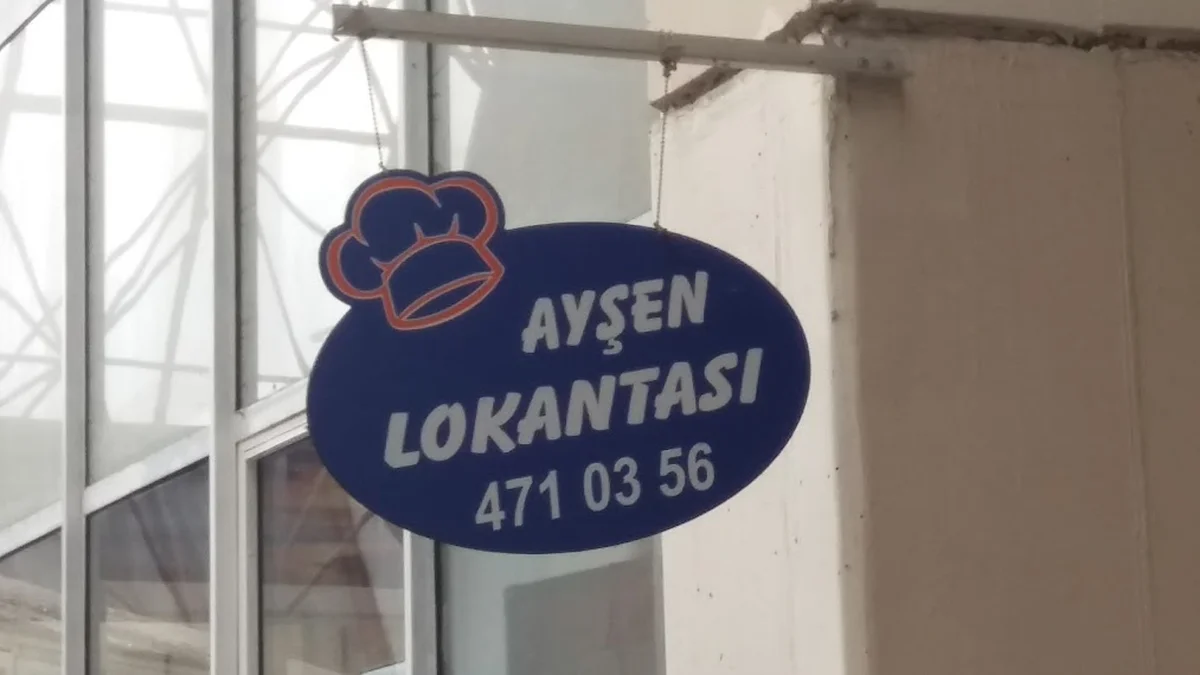 AYŞEN
LOKANTASI
471 03 56